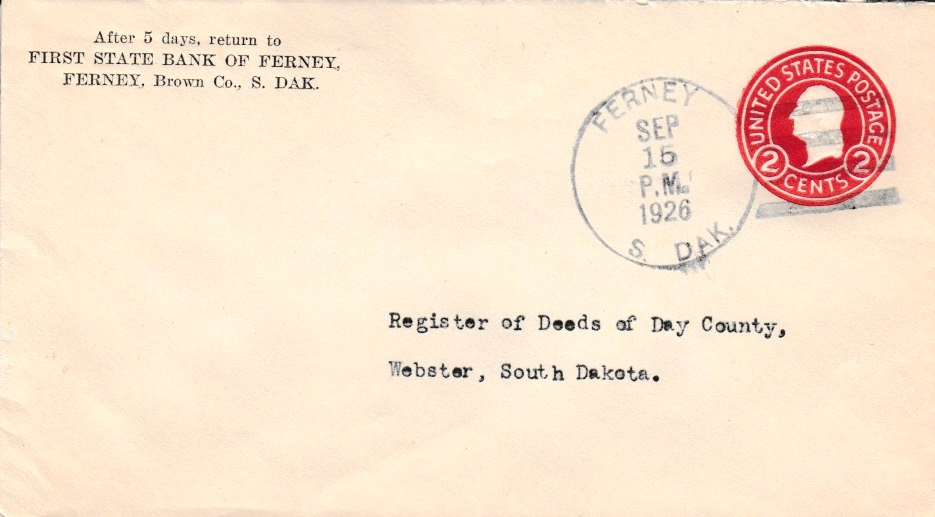 After 5 days, return to
FIRST STATE BANK OF FERNEY,
FERNEY, Brown Co., S. DAK.
UNITED STATES POSTAGE
2 CENTS 2
FERNEY
SEP
15
P.M.
1926
S. DAK.
Register of Deeds of Day County,
Webster, South Dakota.